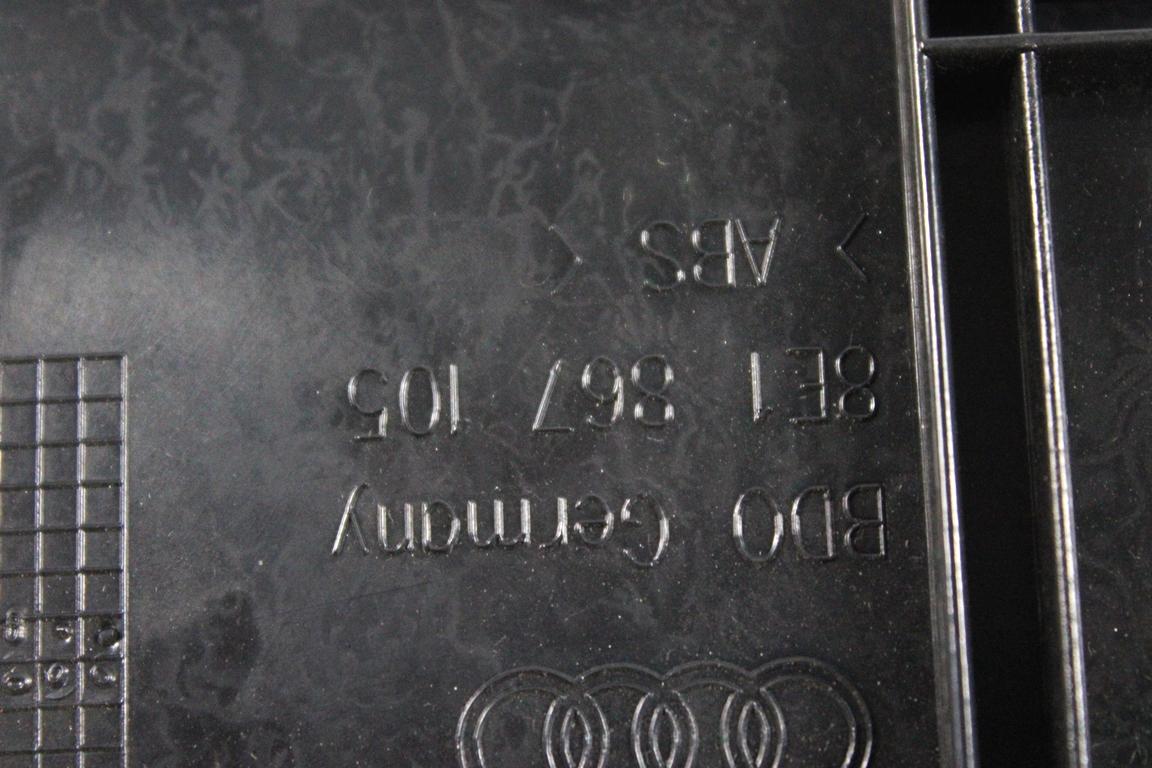 BDO Germany
8E1 867 105
> ABS <